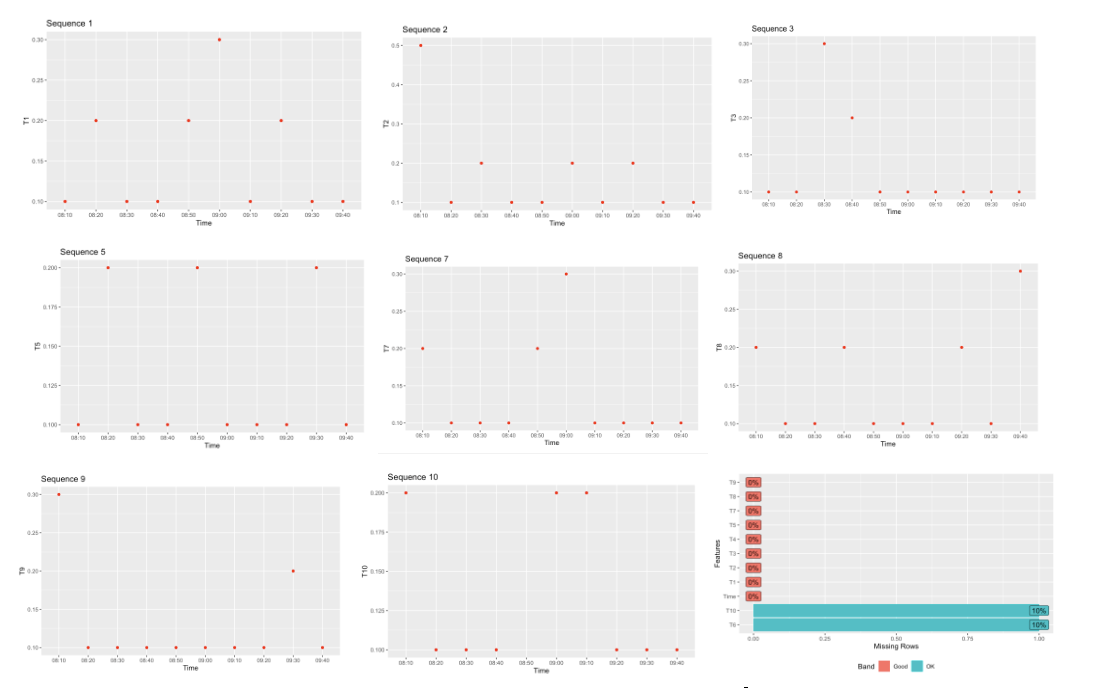 Sequence 1
0.30
0.25
0.20
0.15
0.10
T1
08:10 08:20 08:30 08:40 08:50 09:00 09:10 09:20 09:30 09:40
Time
Sequence 2
0.5
0.4
0.3
0.2
0.1
T2
08:10 08:20 08:30 08:40 08:50 09:00 09:10 09:20 09:30 09:40
Time
Sequence 3
0.30
0.25
0.20
0.15
0.10
T3
08:10 08:20 08:30 08:40 08:50 09:00 09:10 09:20 09:30 09:40
Time
Sequence 5
0.200
0.175
0.150
0.125
0.100
T5
08:10 08:20 08:30 08:40 08:50 09:00 09:10 09:20 09:30 09:40
Time
Sequence 7
0.30
0.25
0.20
0.15
0.10
T7
08:10 08:20 08:30 08:40 08:50 09:00 09:10 09:20 09:30 09:40
Time
Sequence 8
0.30
0.25
0.20
0.15
0.10
T8
08:10 08:20 08:30 08:40 08:50 09:00 09:10 09:20 09:30 09:40
Time
Sequence 9
0.30
0.25
0.20
0.15
0.10
T9
08:10 08:20 08:30 08:40 08:50 09:00 09:10 09:20 09:30 09:40
Time
Sequence 10
0.200
0.175
0.150
0.125
0.100
T10
08:10 08:20 08:30 08:40 09:00 09:10 09:20 09:30 09:40
Time
T9 0%
T8 0%
T7 0%
T5 0%
T4 0%
T3 0%
T2 0%
T1 0%
Time 0%
T10 10%
T6 10%
Features
0.00 0.25 0.50 0.75 1.00
Missing Rows
Band Good OK